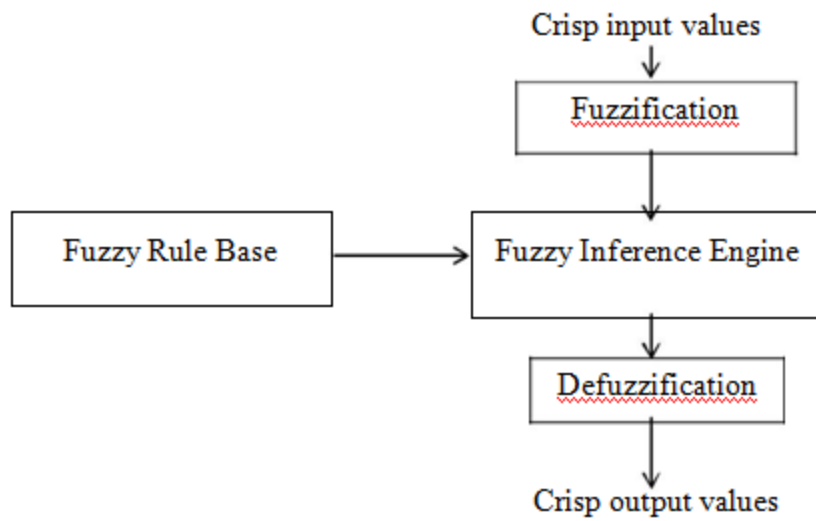 Crisp input values
Fuzzification
Fuzzy Rule Base
Fuzzy Inference Engine
Defuzzification
Crisp output values